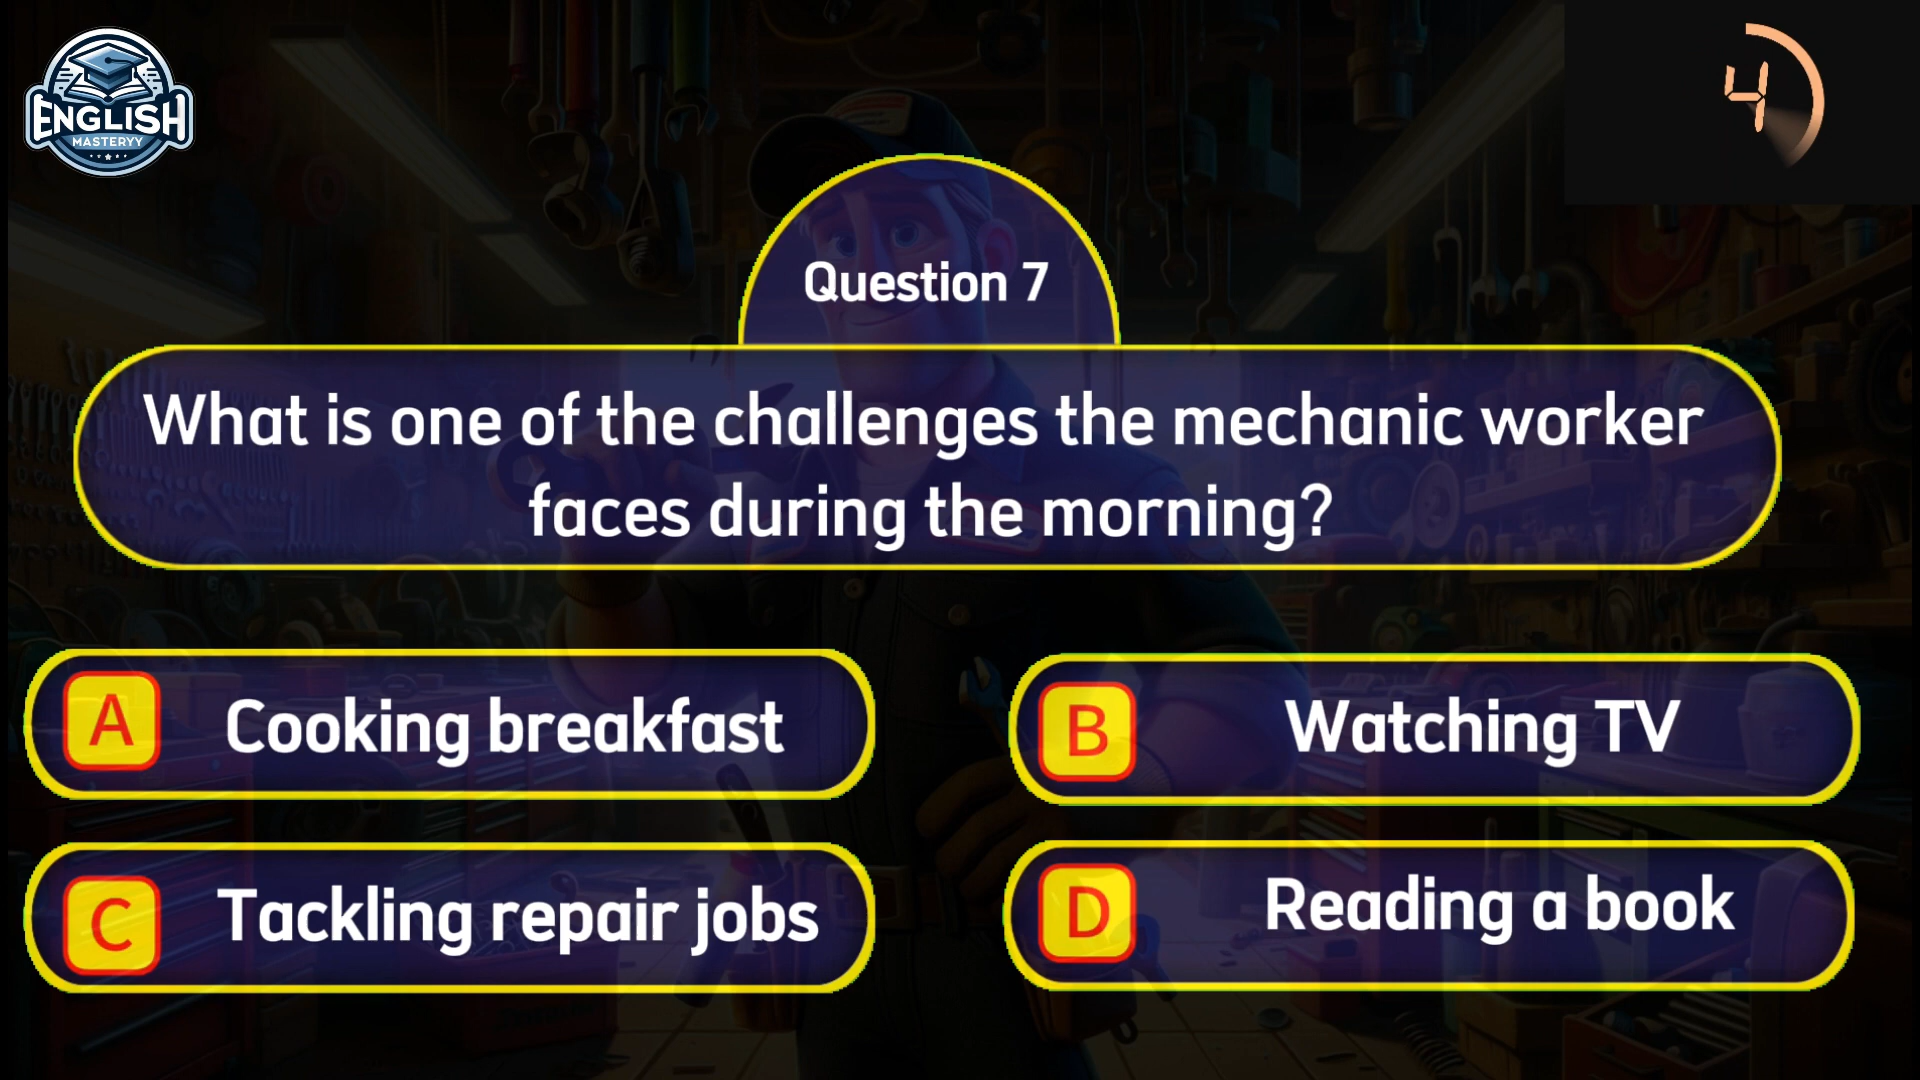 ENGLISH
MASTERYY
4
Question 7
What is one of the challenges the mechanic worker
faces during the morning?
A Cooking breakfast
B Watching TV
C Tackling repair jobs
D Reading a book